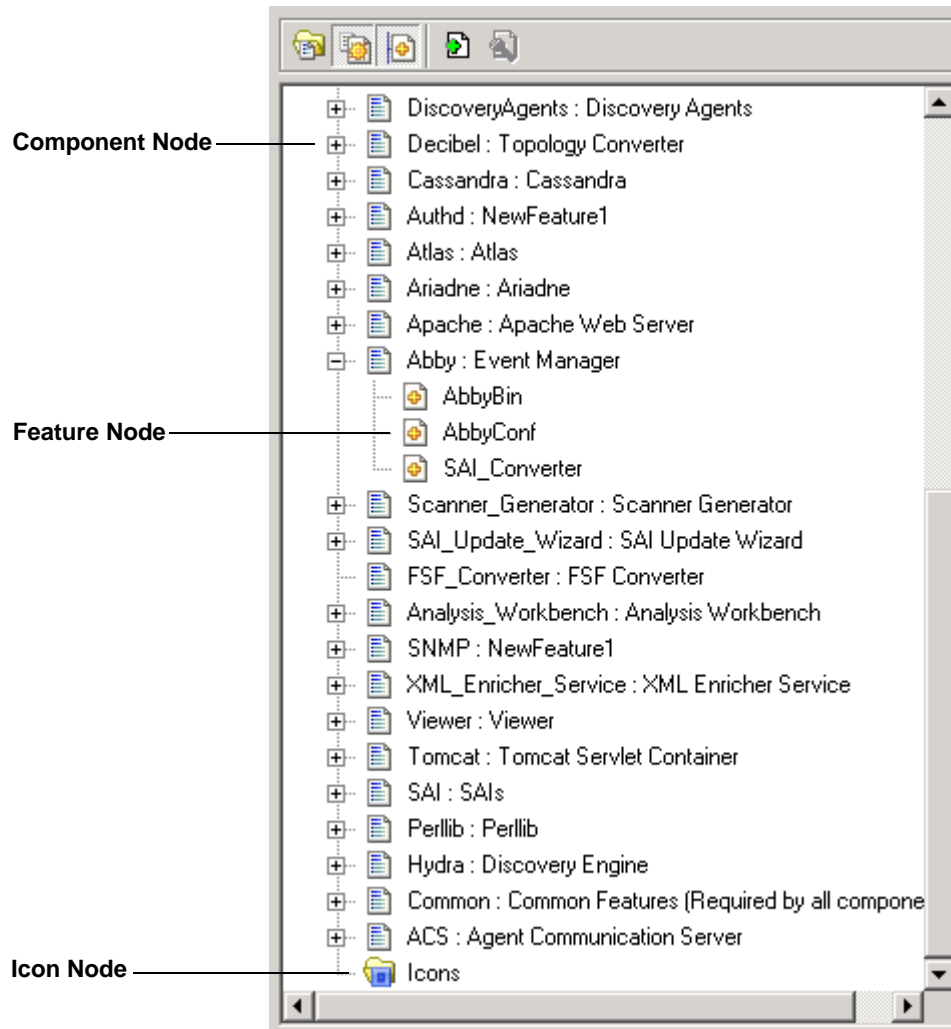 DiscoveryAgents : Discovery Agents
Component Node
Decibel : Topology Converter
Cassandra : Cassandra
Authd : NewFeature1
Atlas : Atlas
Ariadne : Ariadne
Apache : Apache Web Server
Abby : Event Manager
AbbyBin
Feature Node
AbbyConf
SAI_Converter
Scanner_Generator : Scanner Generator
SAI_Update_Wizard : SAI Update Wizard
FSF_Converter : FSF Converter
Analysis_Workbench : Analysis Workbench
SNMP : NewFeature1
XML_Enricher_Service : XML Enricher Service
Viewer : Viewer
Tomcat : Tomcat Servlet Container
SAI : SAIs
Perllib : Perllib
Hydra : Discovery Engine
Common : Common Features (Required by all compone
ACS : Agent Communication Server
Icon Node
Icons